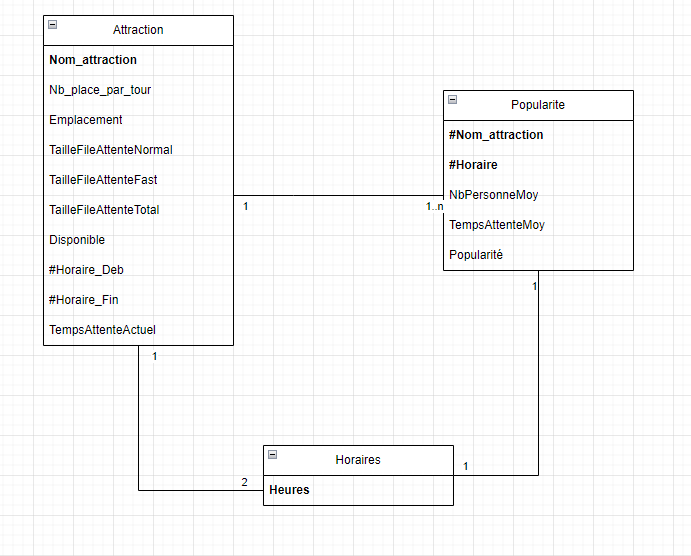 Attraction
Nom_attraction
Nb_place_par_tour
Emplacement
TailleFileAttenteNormal
TailleFileAttenteFast
TailleFileAttenteTotal
Disponible
#Horaire_Deb
#Horaire_Fin
TempsAttenteActuel
Popularite
#Nom_attraction
#Horaire
NbPersonneMoy
TempsAttenteMoy
Popularité
1
1..n
1
1
2
1
Horaires
Heures